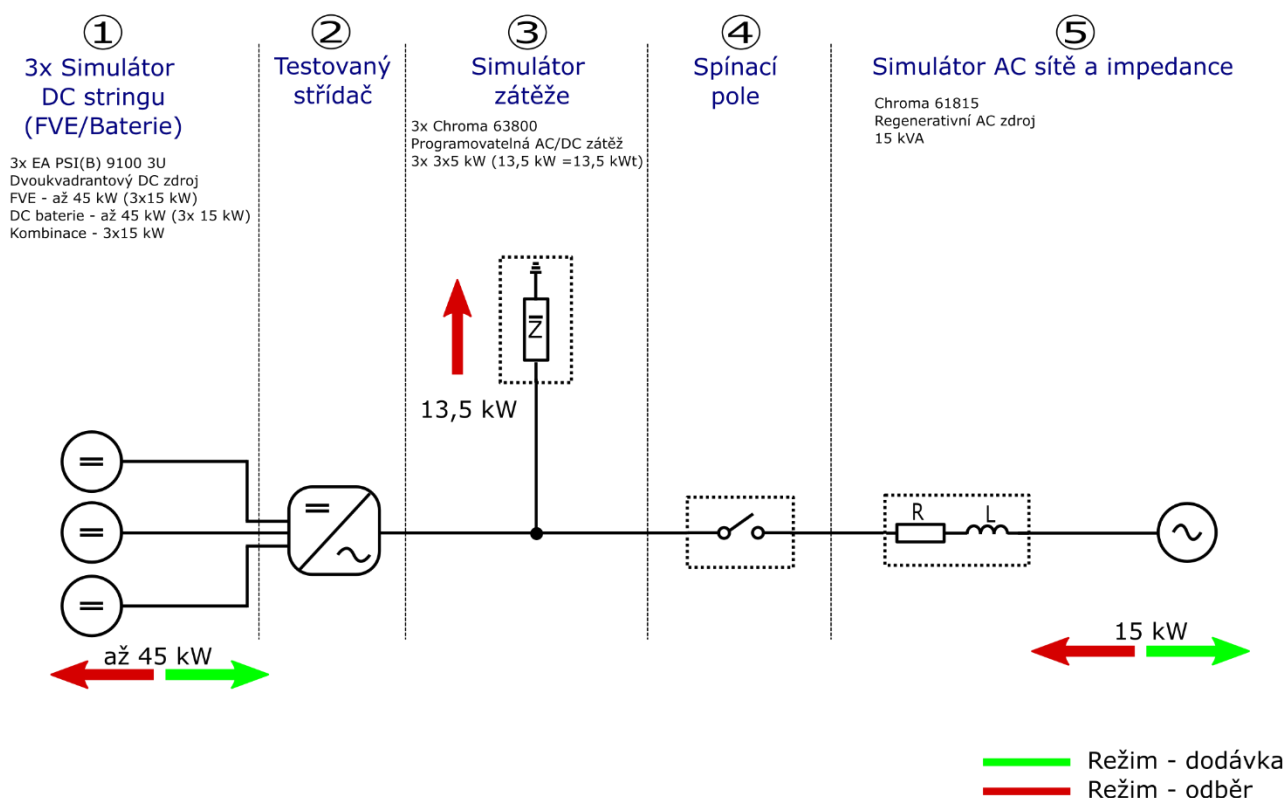 ①
3x Simulátor
DC stringu
(FVE/Baterie)
3x EA PSI(B) 9100 3U
Dvoukvadrantový DC zdroj
FVE - až 45 kW (3x15 kW)
DC baterie - až 45 kW (3x 15 kW)
Kombinace - 3x15 kW
②
Testovaný
střídač
③
Simulátor
zátěže
3x Chroma 63800
Programovatelná AC/DC zátěž
3x 3x5 kW (13,5 kW =13,5 kWt)
④
Spínací
pole
⑤
Simulátor AC sítě a impedance
Chroma 61815
Regenerativní AC zdroj
15 kVA
Z̅
13,5 kW
R
L
až 45 kW
15 kW
Režim - dodávka
Režim - odběr